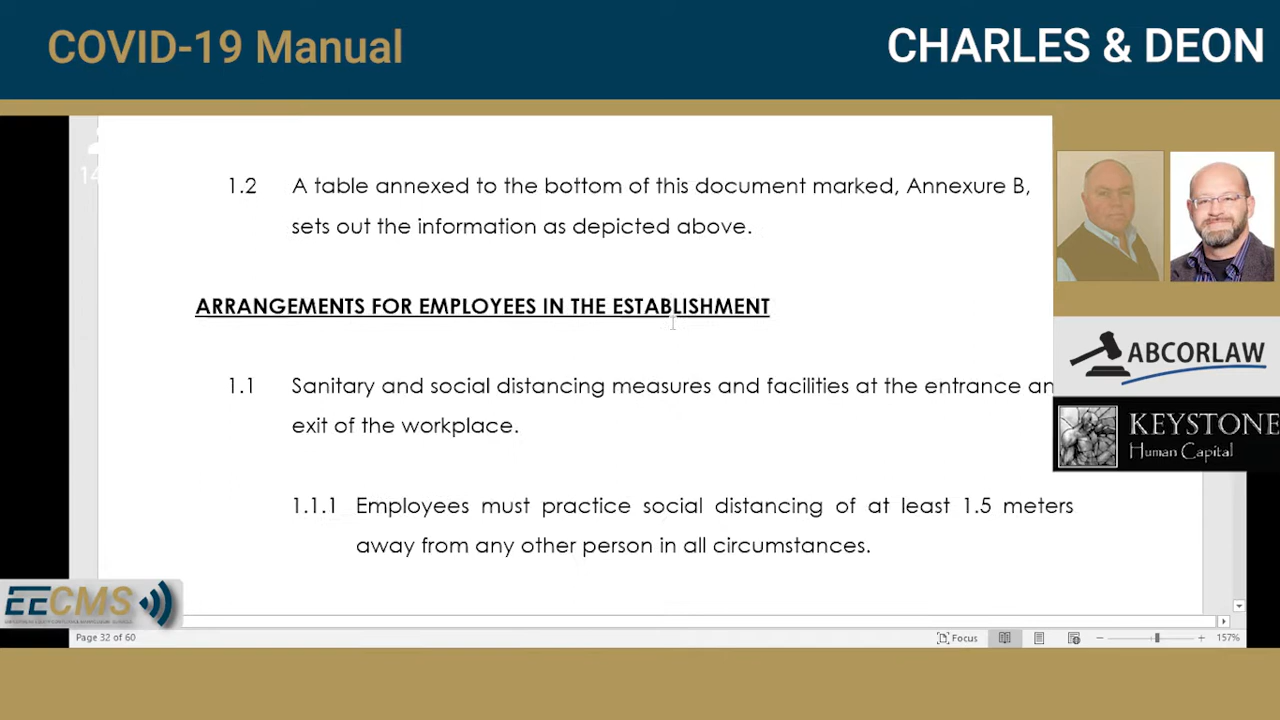 COVID-19 Manual
CHARLES & DEON
14
1.2 A table annexed to the bottom of this document marked, Annexure B,
sets out the information as depicted above.
ARRANGEMENTS FOR EMPLOYEES IN THE ESTABLISHMENT
1.1 Sanitary and social distancing measures and facilities at the entrance an
exit of the workplace.
1.1.1 Employees must practice social distancing of at least 1.5 meters
away from any other person in all circumstances.
ABCORLAW
KEYSTONE
Human Capital
EECMS
Page 32 of 60
Focus
157%